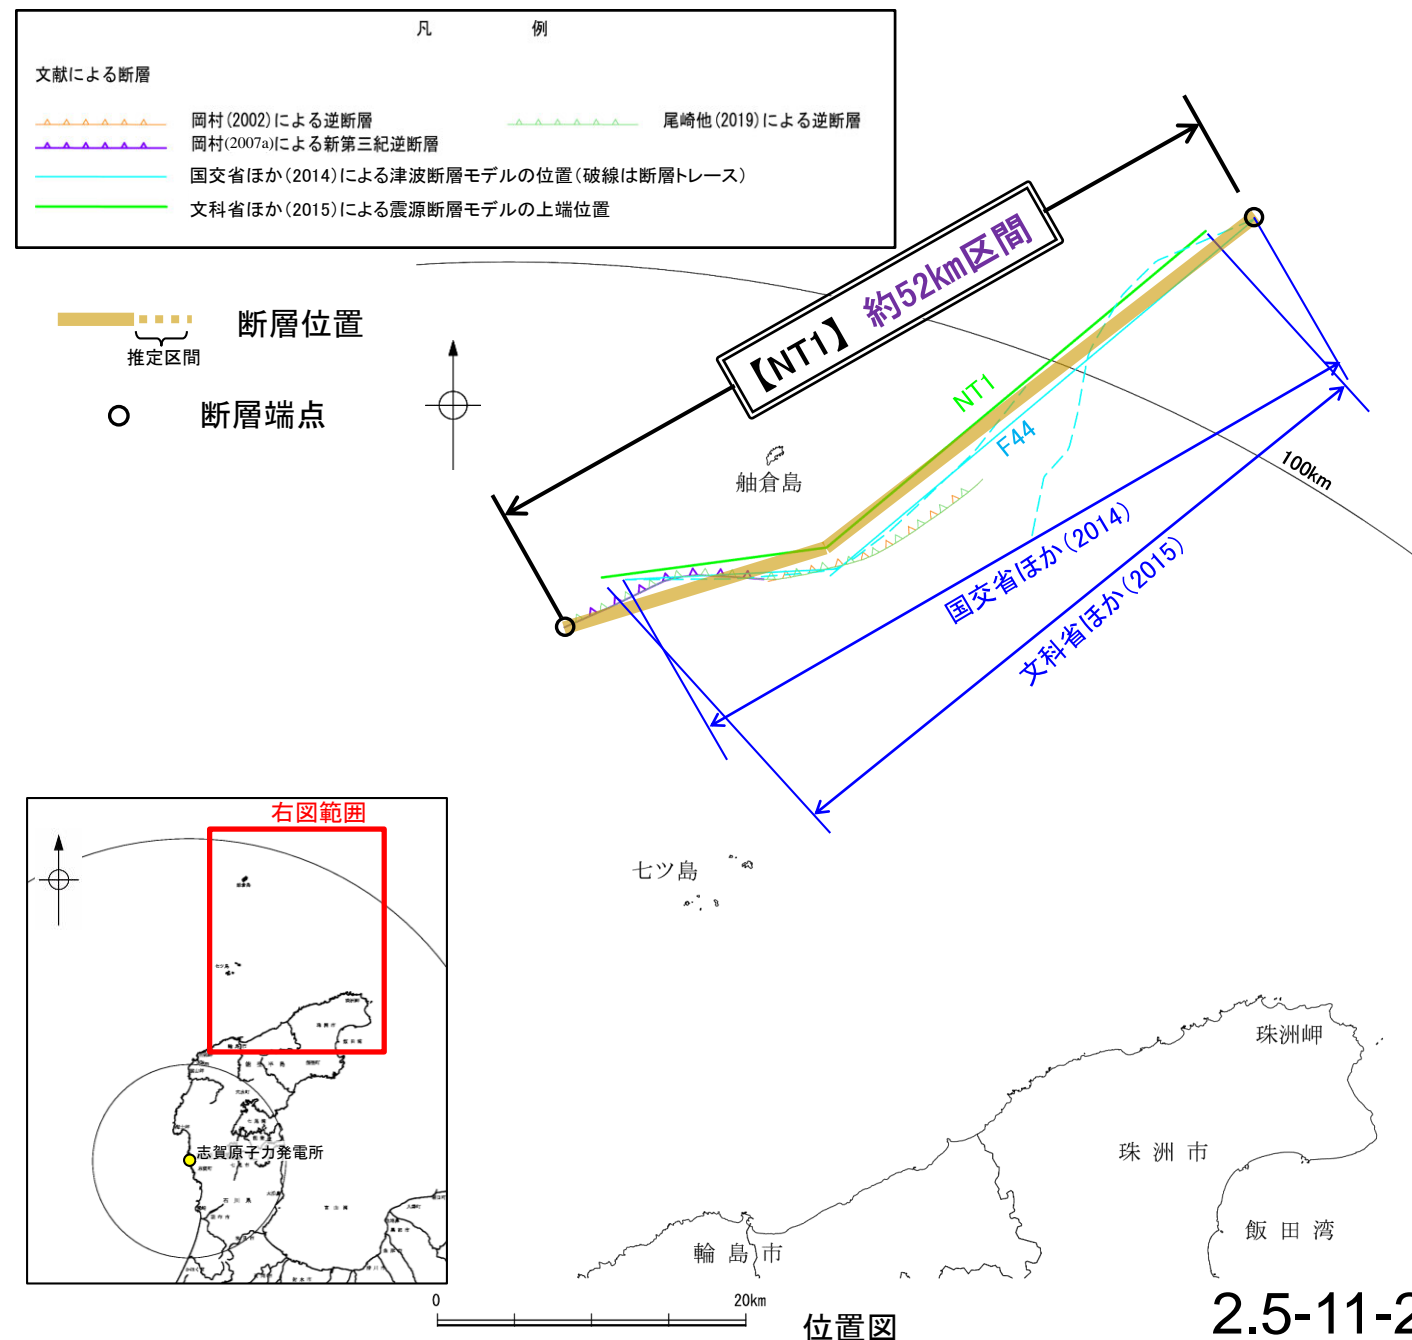 凡 例
文献による断層
岡村(2002)による逆断層
尾崎他(2019)による逆断層
岡村(2007a)による新第三紀逆断層
国交省ほか(2014)による津波断層モデルの位置(破線は断層トレース)
文科省ほか(2015)による震源断層モデルの上端位置
断層位置
推定区間
断層端点
【NT1】 約52km区間
NT1
F44
舳倉島
100km
国交省ほか(2014)
文科省ほか(2015)
右図範囲
舳倉島
七ツ島
志賀原子力発電所
七ツ島
珠洲岬
珠洲市
飯田湾
輪島市
0 20km
位置図
2.5-11-2